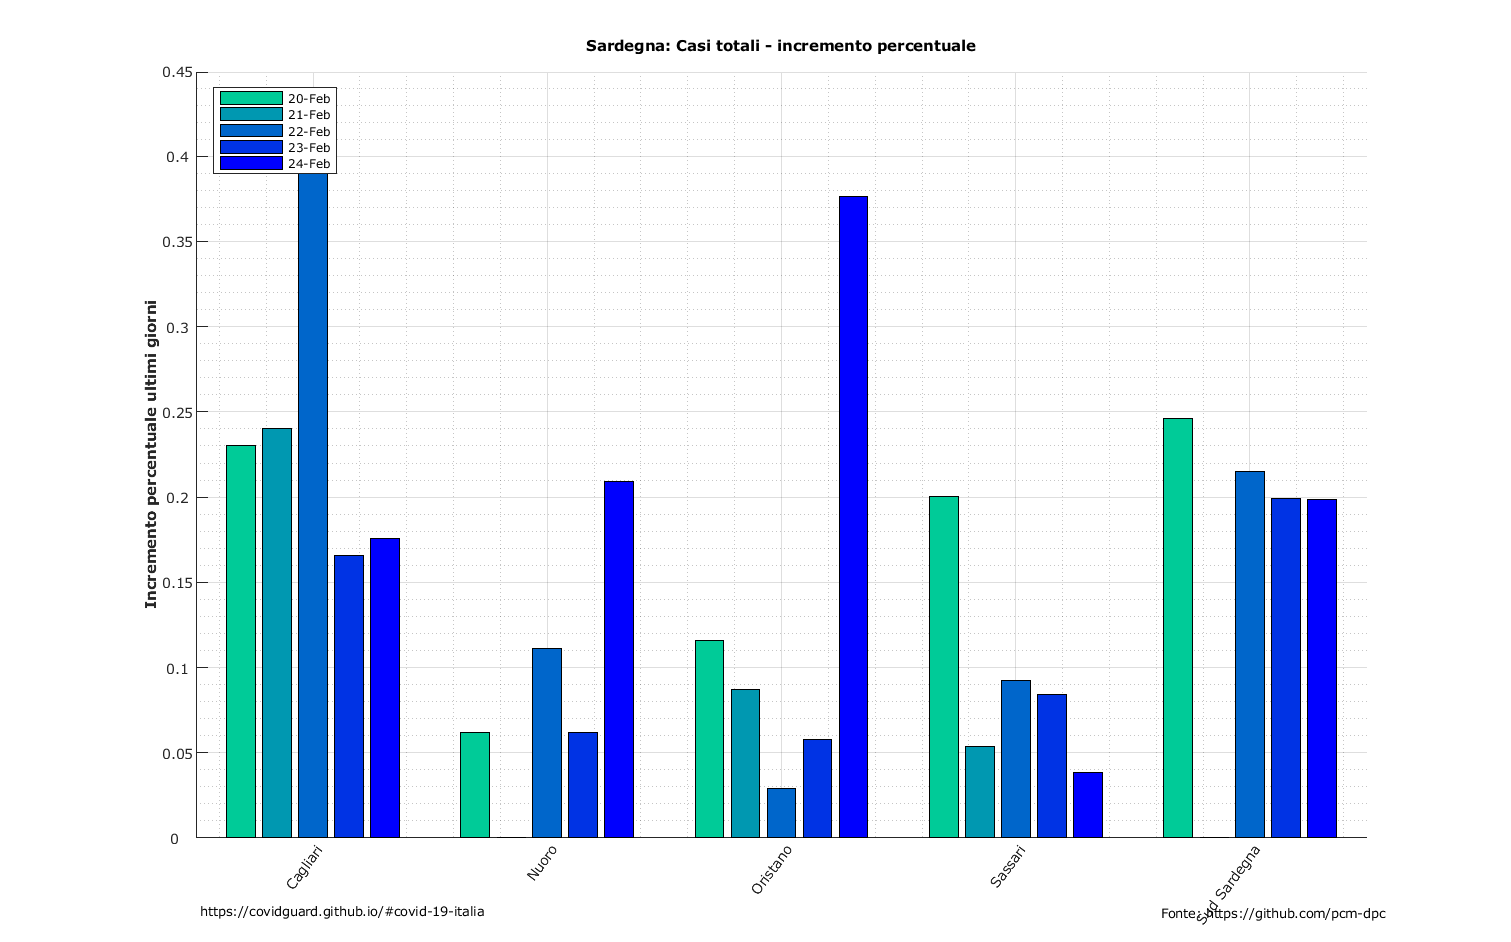 Sardegna: Casi totali - incremento percentuale
Incremento percentuale ultimi giorni
0.45
0.4
0.35
0.3
0.25
0.2
0.15
0.1
0.05
0
20-Feb
21-Feb
22-Feb
23-Feb
24-Feb
Cagliari
Nuoro
Oristano
Sassari
Sud Sardegna
https://covidguard.github.io/#covid-19-italia
Fonte: https://github.com/pcm-dpc